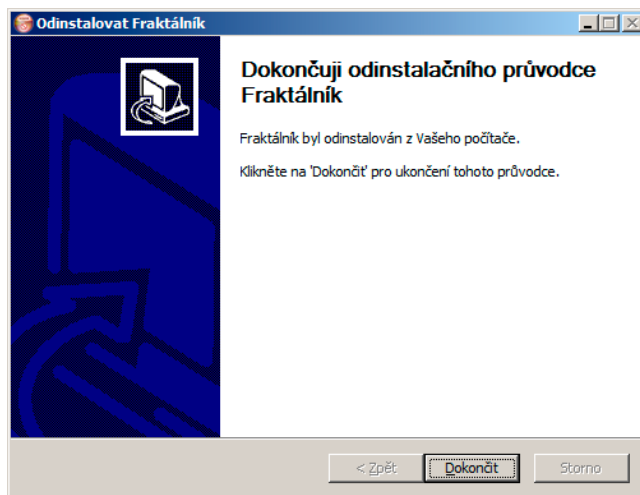 Odinstalovat Fraktálník
Dokončuji odinstalačního průvodce
Fraktálník
Fraktálník byl odinstalován z Vašeho počítače.
Klikněte na 'Dokončit' pro ukončení tohoto průvodce.
< Zpět
Dokončit
Storno